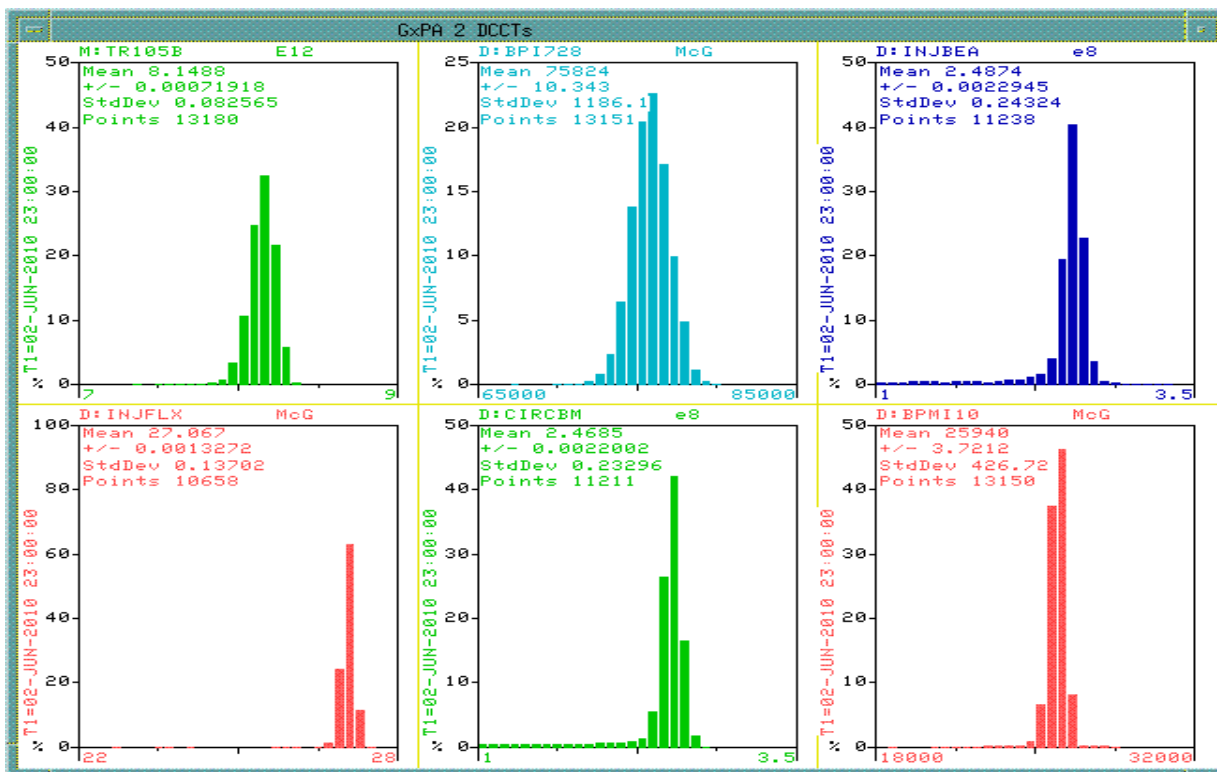 GxPA 2 DCCTs
M:TR105B E12
Mean 8.1488
+/- 0.00071918
StdDev 0.082565
Points 13180
50
40
30
20
10
% 0
7 9
T1=02-JUN-2010 23:00:00
D:BPI728 McG
Mean 75824
+/- 10.343
StdDev 1186.1
Points 13151
25
20
15
10
5
% 0
65000 85000
T1=02-JUN-2010 23:00:00
D:INJBEA e8
Mean 2.4874
+/- 0.0022945
StdDev 0.24324
Points 11238
50
40
30
20
10
% 0
1 3.5
T1=02-JUN-2010 23:00:00
D:INJFLX McG
Mean 27.067
+/- 0.0013272
StdDev 0.13702
Points 10658
100
80
60
40
20
% 0
22 28
T1=02-JUN-2010 23:00:00
D:CIRCBM e8
Mean 2.4685
+/- 0.0022002
StdDev 0.23296
Points 11211
50
40
30
20
10
% 0
1 3.5
T1=02-JUN-2010 23:00:00
D:BPMI10 McG
Mean 25940
+/- 3.7212
StdDev 426.72
Points 13150
50
40
30
20
10
% 0
18000 32000
T1=02-JUN-2010 23:00:00